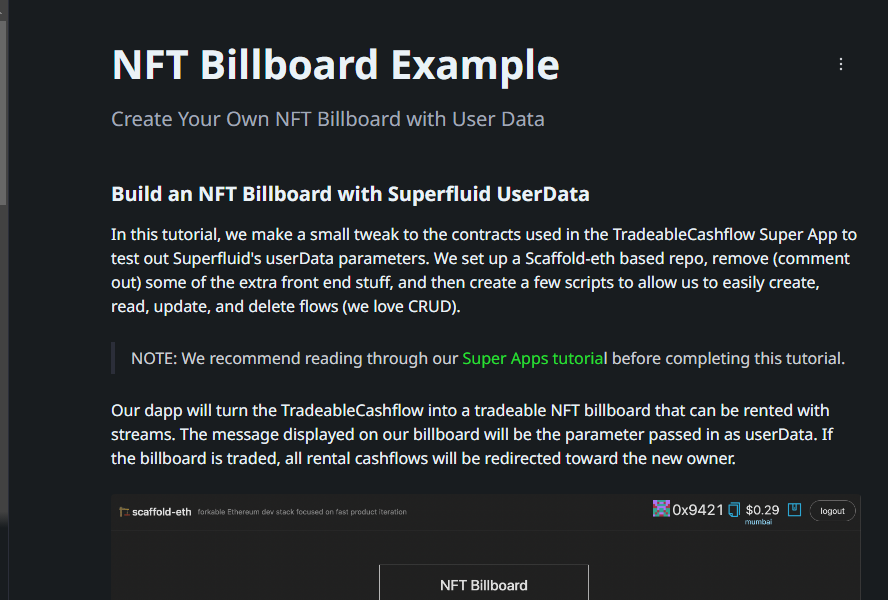 NFT Billboard Example
Create Your Own NFT Billboard with User Data
Build an NFT Billboard with Superfluid UserData
In this tutorial, we make a small tweak to the contracts used in the TradeableCashflow Super App to
test out Superfluid's userData parameters. We set up a Scaffold-eth based repo, remove (comment
out) some of the extra front end stuff, and then create a few scripts to allow us to easily create,
read, update, and delete flows (we love CRUD).
NOTE: We recommend reading through our Super Apps tutorial before completing this tutorial.
Our dapp will turn the TradeableCashflow into a tradeable NFT billboard that can be rented with
streams. The message displayed on our billboard will be the parameter passed in as userData. If
the billboard is traded, all rental cashflows will be redirected toward the new owner.
scaffold-eth forkable Ethereum dev stack focused on fast product iteration 0x9421 $0.29 logout
mumbai
NFT Billboard